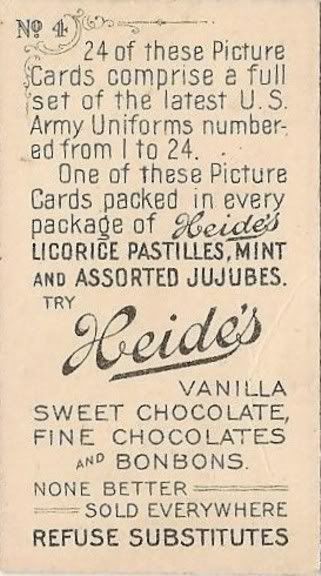 No 4
24 of these Picture
Cards comprise a full
set of the latest U.S.
Army Uniforms number-
ed from 1 to 24.
One of these Picture
Cards packed in every
package of Heide's
LICORICE PASTILLES, MINT
AND ASSORTED JUJUBES.
TRY
Heide's
VANILLA
SWEET CHOCOLATE,
FINE CHOCOLATES
AND BONBONS.
NONE BETTER
SOLD EVERYWHERE
REFUSE SUBSTITUTES